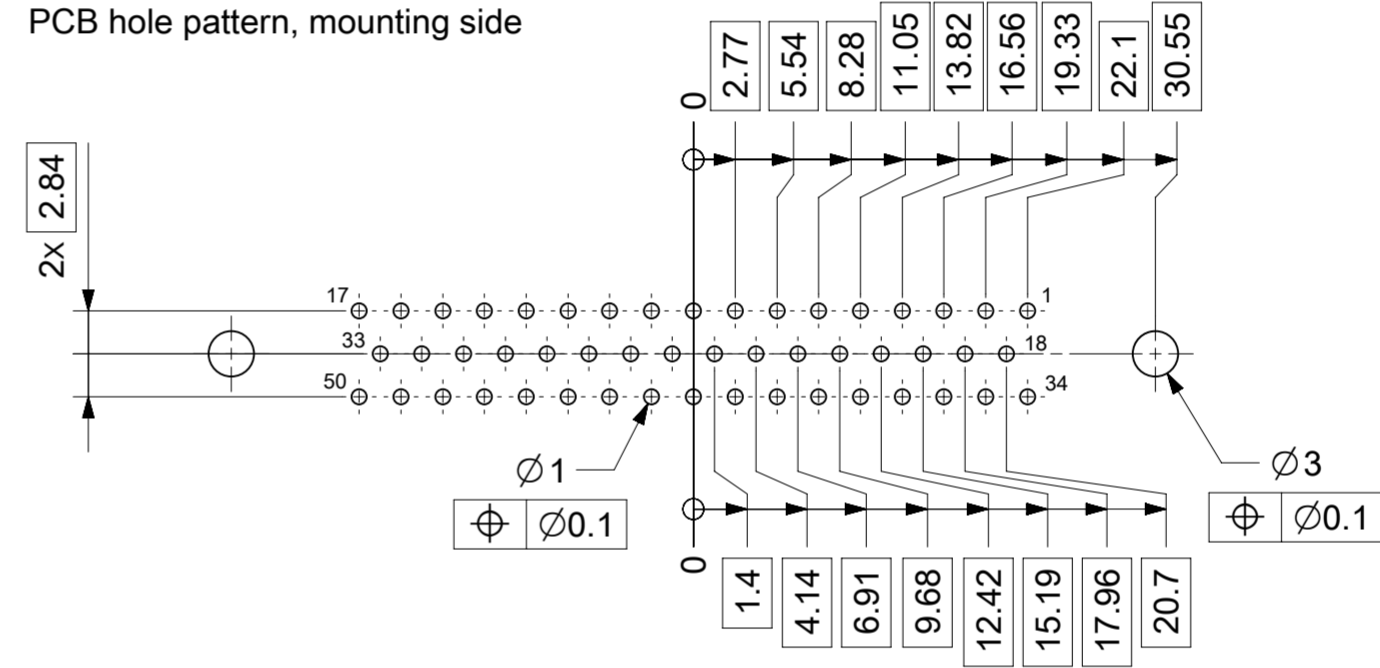 PCB hole pattern, mounting side
0 2.77 5.54 8.28 11.05 13.82 16.56 19.33 22.1 30.55
2x 2.84
17 1
33 18
50 34
⌀1
⌖ ⌀0.1
⌀3
⌖ ⌀0.1
0 1.4 4.14 6.91 9.68 12.42 15.19 17.96 20.7